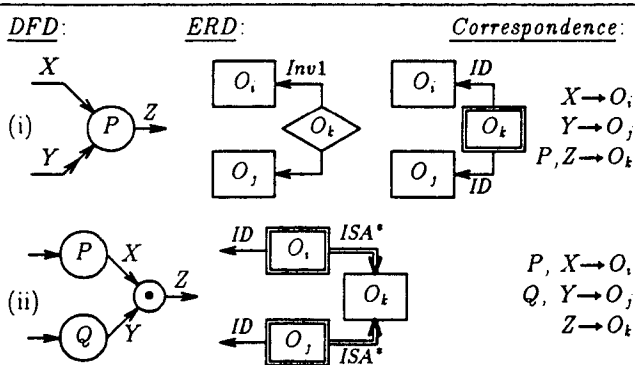 DFD: ERD: Correspondence:
X Inv1 ID
O_i O_i X→O_i
(i) P Z O_k O_k Y→O_j
Y O_j O_j P, Z→O_k
ID
ID ISA*
P X O_i P, X→O_i
(ii) Z O_k Q, Y→O_j
Q Y ID O_j Z→O_k
ISA*